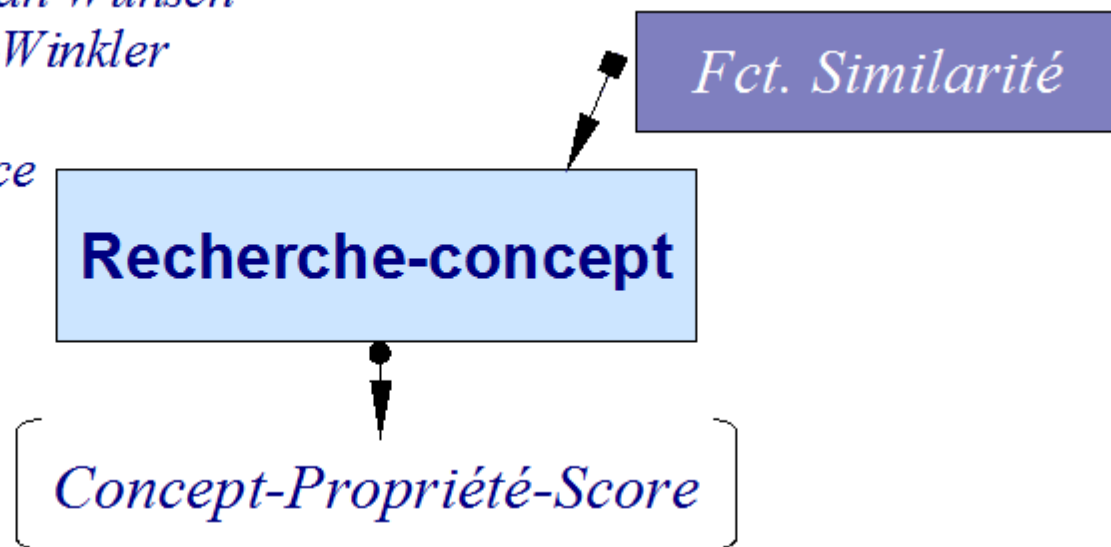 Winkler
Fct. Similarité
Recherche-concept
Concept-Propriété-Score